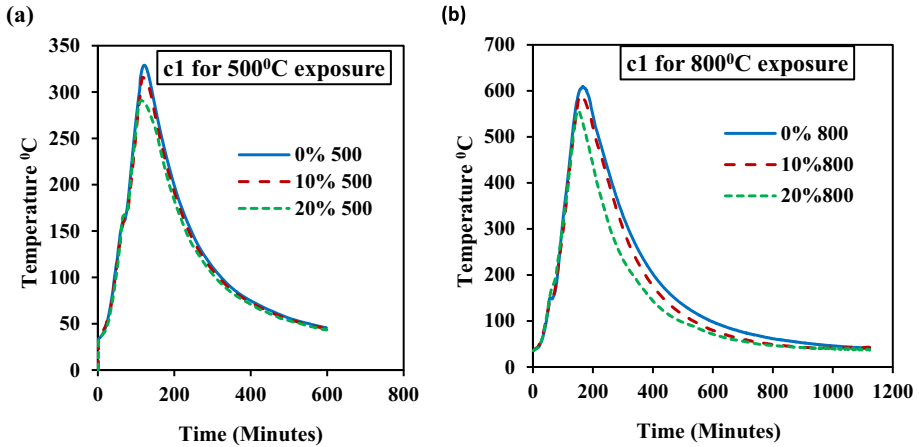 (a)
350
300
250
200
150
100
50
0
0 200 400 600 800
Temperature ⁰C
Time (Minutes)
c1 for 500⁰C exposure
0% 500
10% 500
20% 500
(b)
700
600
500
400
300
200
100
0
0 200 400 600 800 1000 1200
Temperature ⁰C
Time (Minutes)
c1 for 800⁰C exposure
0% 800
10%800
20%800